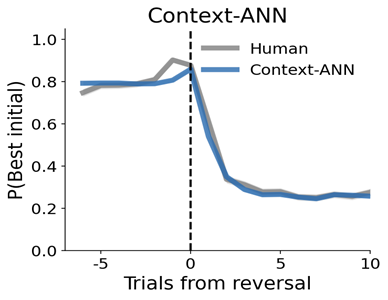 Context-ANN
Human
Context-ANN
P(Best initial)
1.0
0.8
0.6
0.4
0.2
0.0
-5
0
5
10
Trials from reversal